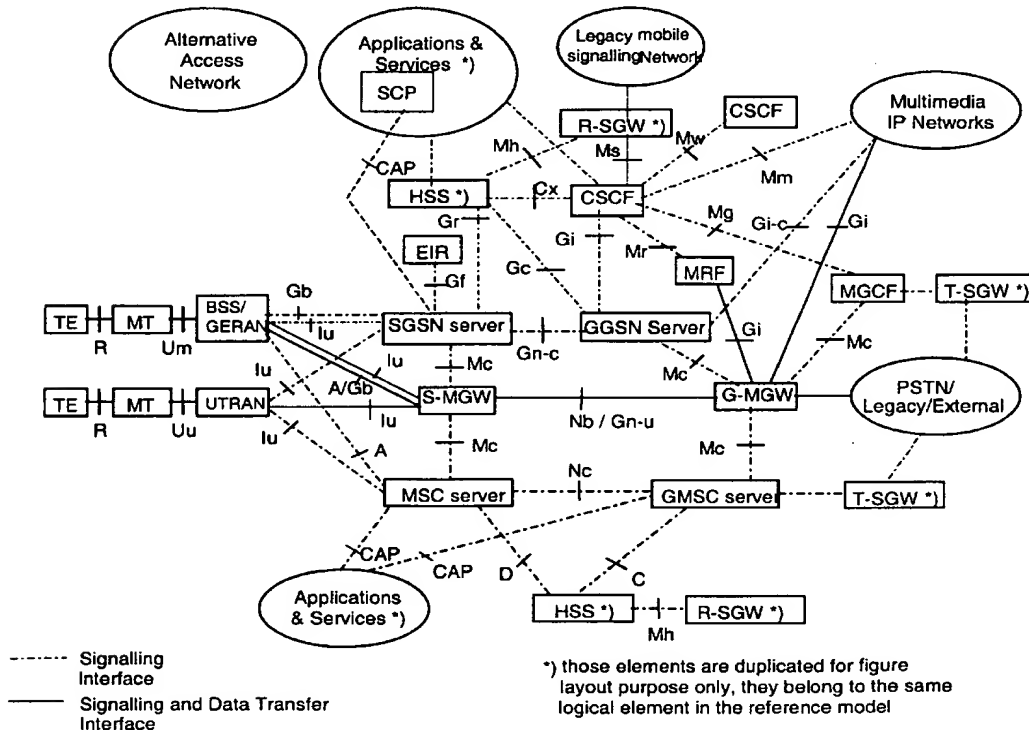 Alternative
Access
Network
Applications &
Services *)
SCP
Legacy mobile
signalling Network
R-SGW *)
CSCF
Multimedia
IP Networks
CAP
Mh
Ms
Mw
Mm
HSS *)
Cx
CSCF
Gr
Gi
Mg
Gi-c
Gi
EIR
Gf
Gc
Mr
MRF
MGCF
T-SGW *)
TE
R
MT
Um
BSS/
GERAN
Gb
Iu
SGSN server
Gn-c
GGSN Server
Gi
Mc
Iu
Iu
A/Gb
Mc
Mc
TE
R
MT
Uu
UTRAN
Iu
Iu
S-MGW
Nb / Gn-u
G-MGW
PSTN/
Legacy/External
A
Mc
Mc
Nc
MSC server
GMSC server
T-SGW *)
CAP
CAP
D
C
Applications
& Services *)
HSS *)
Mh
R-SGW *)
Signalling
Interface
Signalling and Data Transfer
Interface
*) those elements are duplicated for figure
layout purpose only, they belong to the same
logical element in the reference model